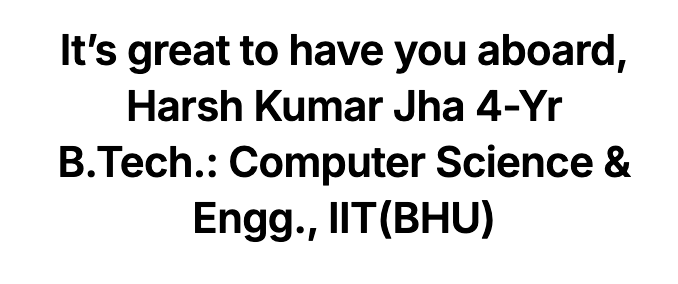 It’s great to have you aboard,
Harsh Kumar Jha 4-Yr
B.Tech.: Computer Science &
Engg., IIT(BHU)